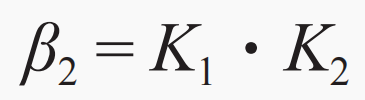 β₂ = K₁ · K₂